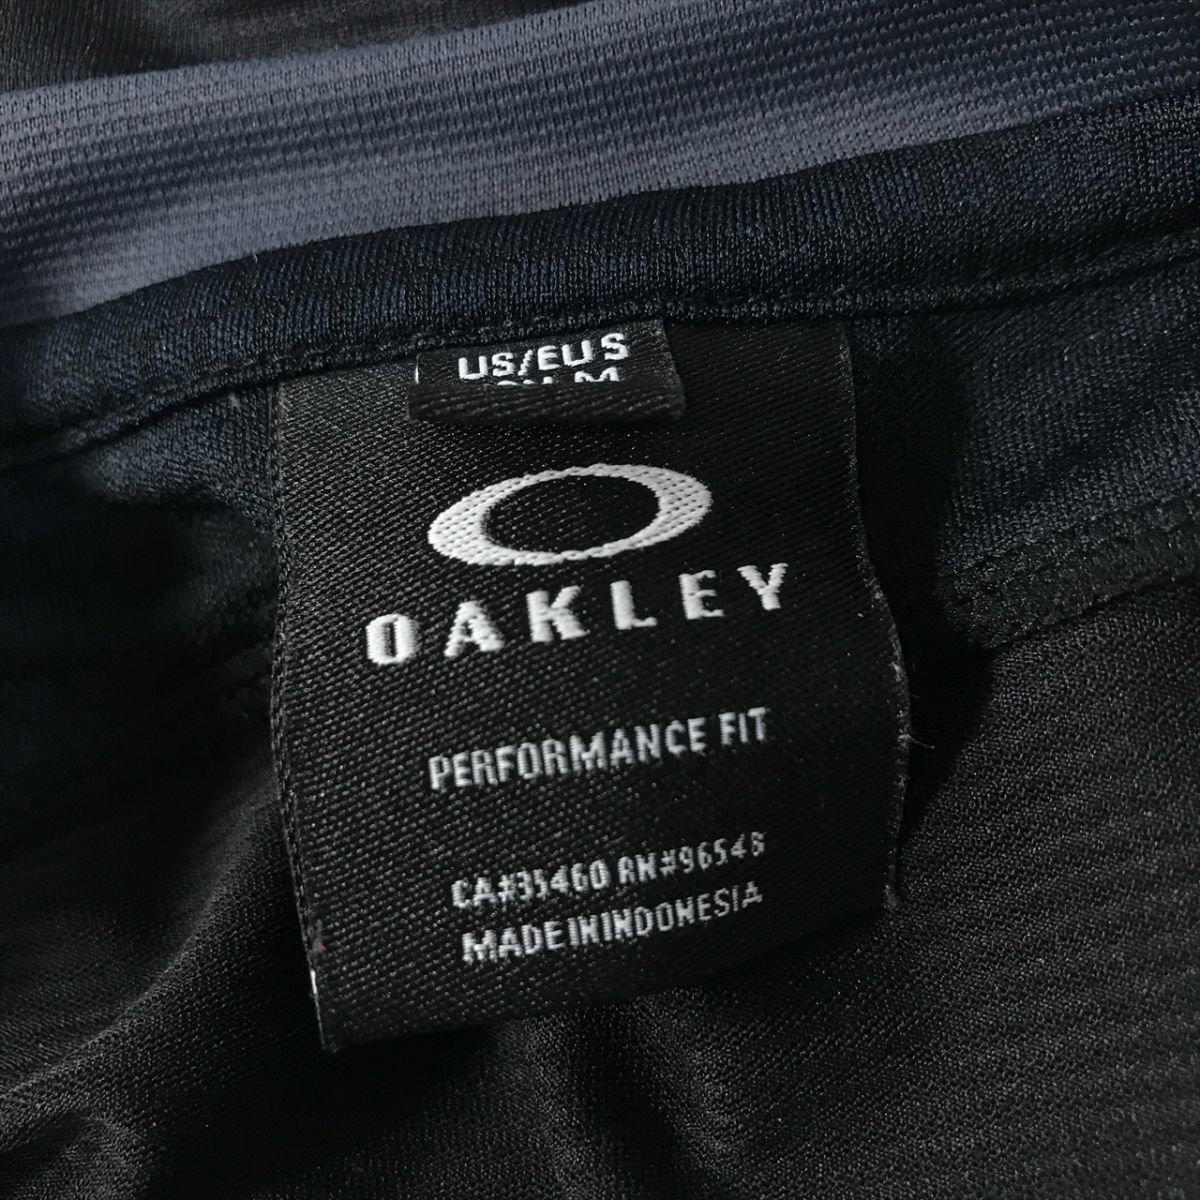 US/EU S
OAKLEY
PERFORMANCE FIT
CA#35460 RN#96548
MADE IN INDONESIA